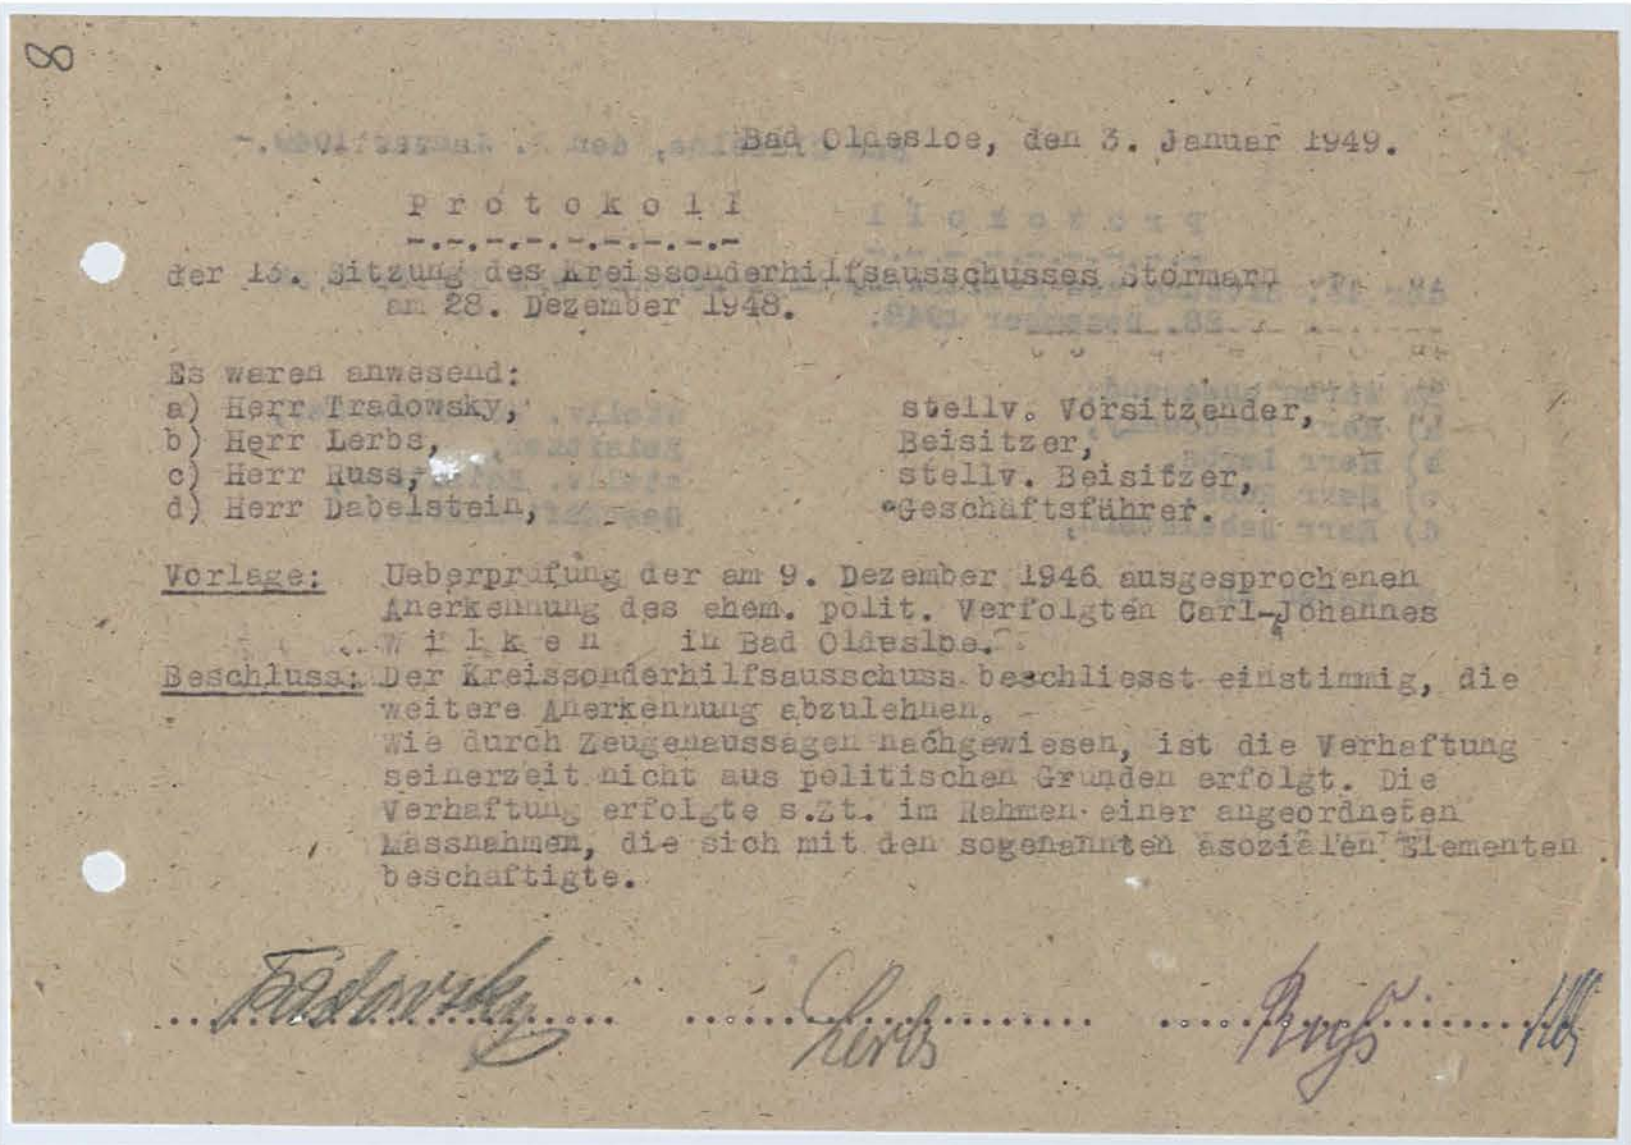 8
Bad Oldesloe, den 3. Januar 1949.
P r o t o k o l l
-.-.-.-.-.-.-.-.-
der 13. Sitzung des Kreissonderhilfsausschusses Stormarn
am 28. Dezember 1948.
Es waren anwesend:
a) Herr Tradowsky, stellv. Vorsitzender,
b) Herr Lerbs, Beisitzer,
c) Herr Russ, stellv. Beisitzer,
d) Herr Dabelstein, Geschäftsführer.
Vorlage: Ueberprüfung der am 9. Dezember 1946 ausgesprochenen
Anerkennung des ehem. polit. Verfolgten Carl-Johannes
W i l k e n in Bad Oldesloe.
Beschluss: Der Kreissonderhilfsausschuss beschliesst einstimmig, die
weitere Anerkennung abzulehnen.
Wie durch Zeugenaussagen nachgewiesen, ist die Verhaftung
seinerzeit nicht aus politischen Gründen erfolgt. Die
Verhaftung erfolgte s.Zt. im Rahmen einer angeordneten
Massnahmen, die sich mit den sogenannten asozialen Elementen
beschäftigte.
Tradowsky Lerbs Russ